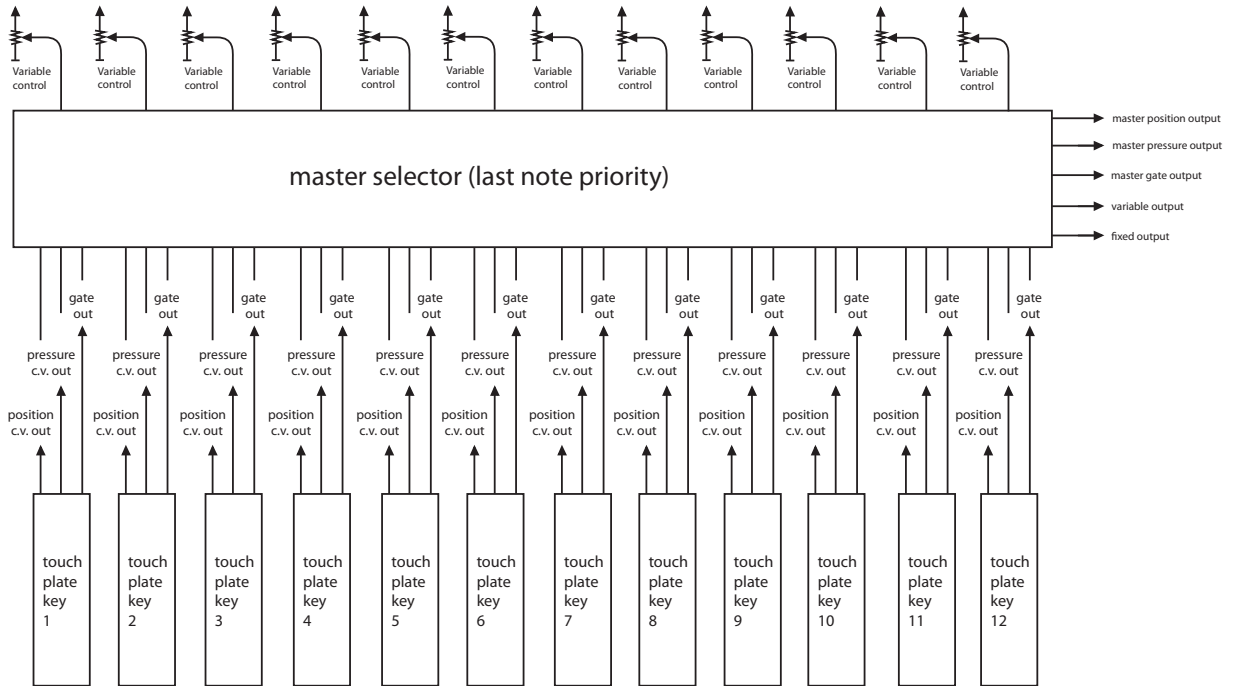 Variable
control
Variable
control
Variable
control
Variable
control
Variable
control
Variable
control
Variable
control
Variable
control
Variable
control
Variable
control
Variable
control
Variable
control
master selector (last note priority)
master position output
master pressure output
master gate output
variable output
fixed output
gate
out
gate
out
gate
out
gate
out
gate
out
gate
out
gate
out
gate
out
gate
out
gate
out
gate
out
gate
out
pressure
c.v. out
pressure
c.v. out
pressure
c.v. out
pressure
c.v. out
pressure
c.v. out
pressure
c.v. out
pressure
c.v. out
pressure
c.v. out
pressure
c.v. out
pressure
c.v. out
pressure
c.v. out
pressure
c.v. out
position
c.v. out
position
c.v. out
position
c.v. out
position
c.v. out
position
c.v. out
position
c.v. out
position
c.v. out
position
c.v. out
position
c.v. out
position
c.v. out
position
c.v. out
position
c.v. out
touch
plate
key
1
touch
plate
key
2
touch
plate
key
3
touch
plate
key
4
touch
plate
key
5
touch
plate
key
6
touch
plate
key
7
touch
plate
key
8
touch
plate
key
9
touch
plate
key
10
touch
plate
key
11
touch
plate
key
12